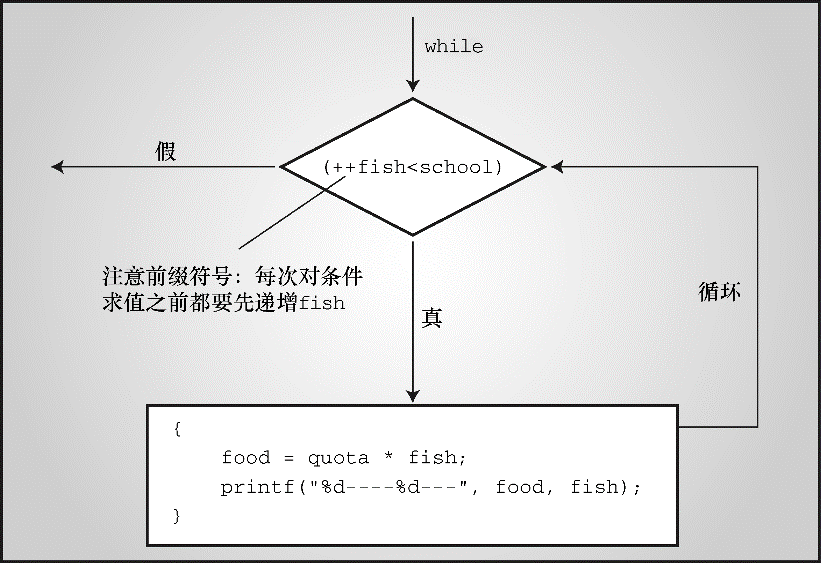 while
假
(++fish<school)
注意前缀符号：每次对条件
求值之前都要先递增fish
循环
真
{
food = quota * fish;
printf("%d----%d---", food, fish);
}